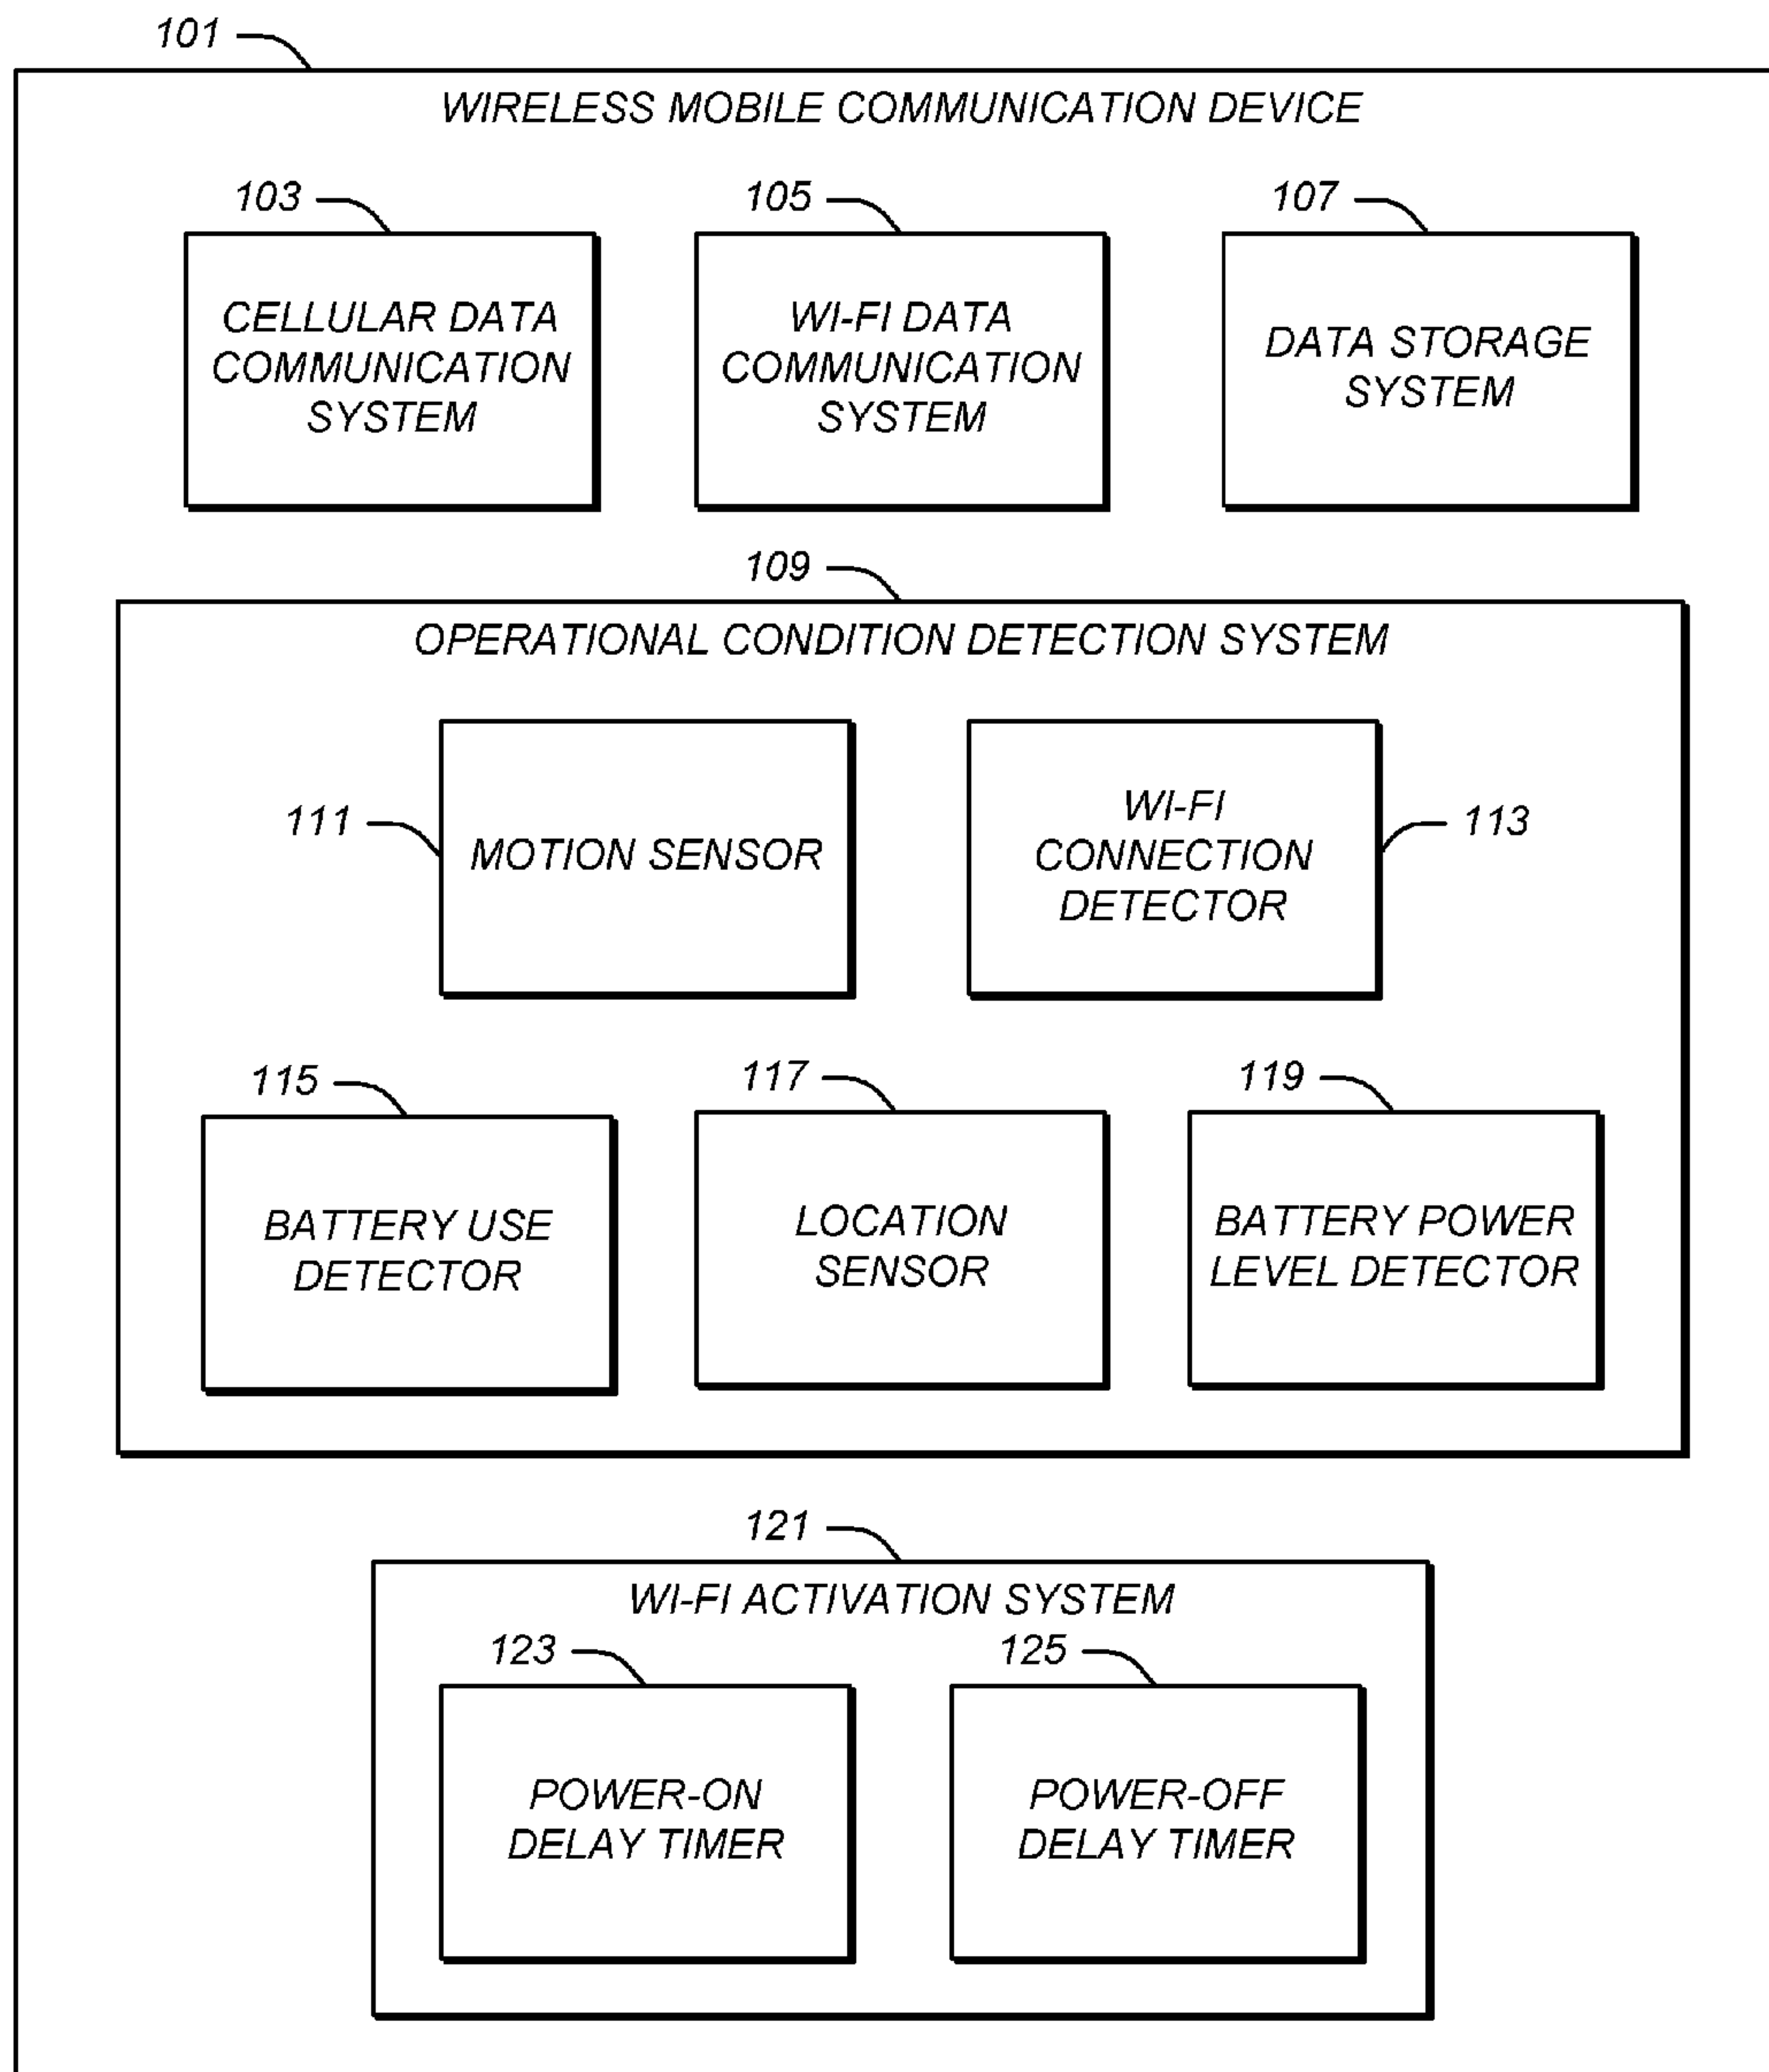 101
WIRELESS MOBILE COMMUNICATION DEVICE
103
105
107
CELLULAR DATA
COMMUNICATION
SYSTEM
WI-FI DATA
COMMUNICATION
SYSTEM
DATA STORAGE
SYSTEM
109
OPERATIONAL CONDITION DETECTION SYSTEM
111
MOTION SENSOR
WI-FI
CONNECTION
DETECTOR
113
115
117
119
BATTERY USE
DETECTOR
LOCATION
SENSOR
BATTERY POWER
LEVEL DETECTOR
121
WI-FI ACTIVATION SYSTEM
123
125
POWER-ON
DELAY TIMER
POWER-OFF
DELAY TIMER